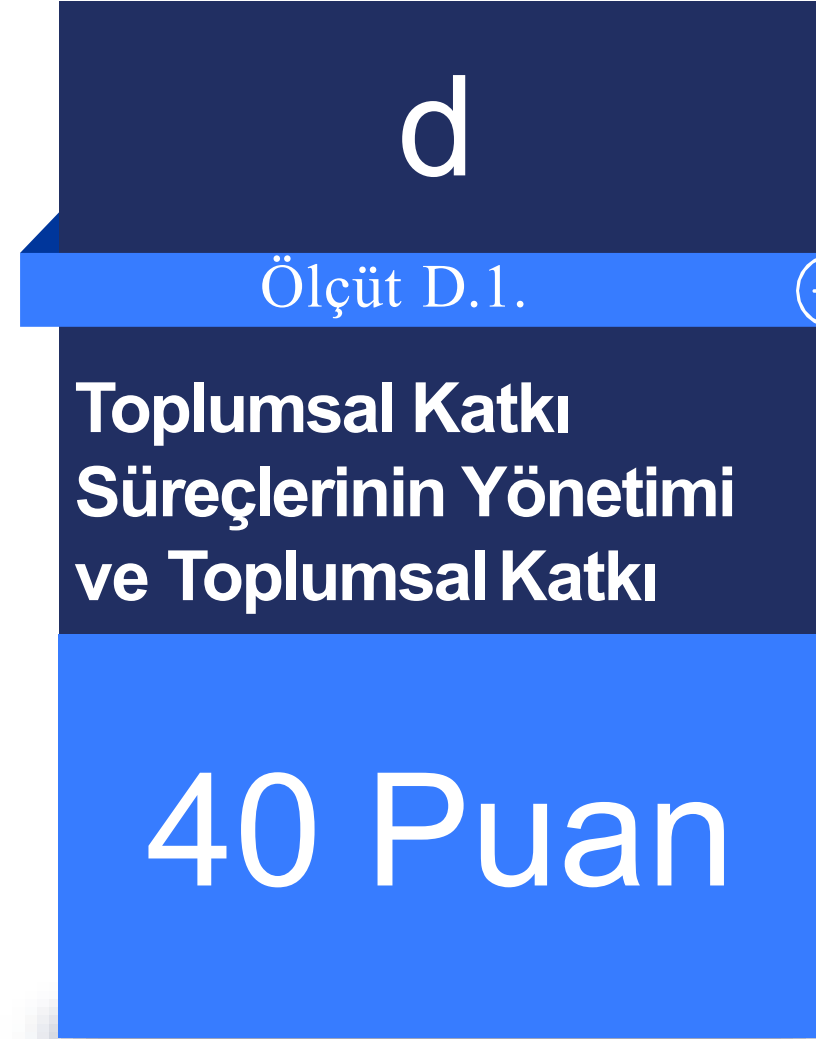 d
Ölçüt D.1.
Toplumsal Katkı
Süreçlerinin Yönetimi
ve Toplumsal Katkı
40 Puan